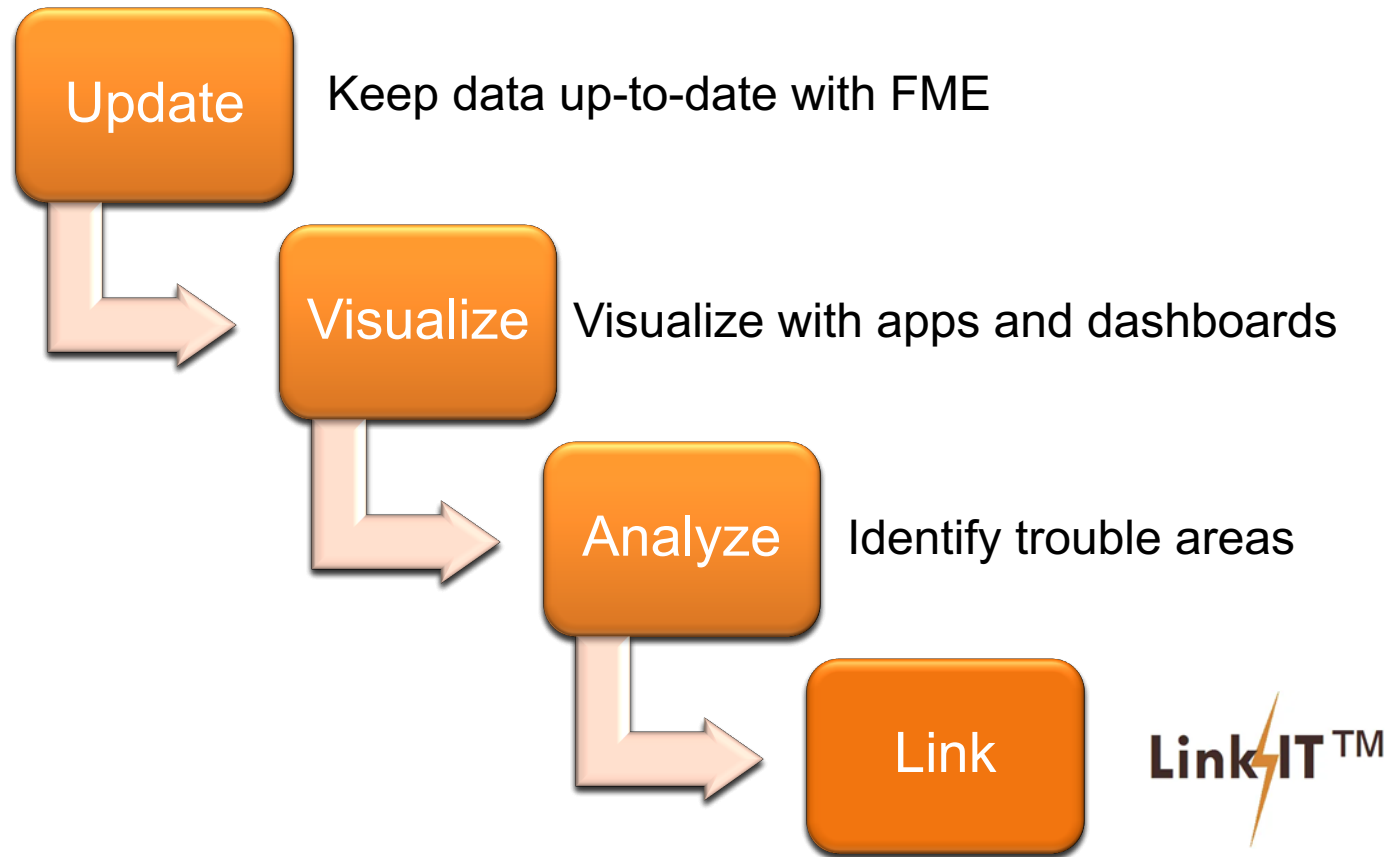 Update
Keep data up-to-date with FME
Visualize
Visualize with apps and dashboards
Analyze
Identify trouble areas
Link
LinkIT™